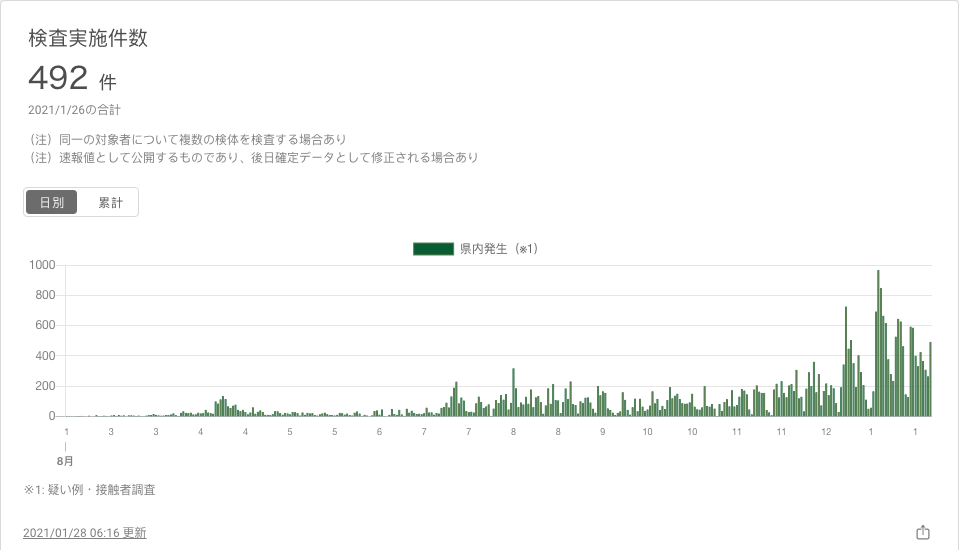 検査実施件数
492 件
2021/1/26の合計
（注）同一の対象者について複数の検体を検査する場合あり
（注）速報値として公開するものであり、後日確定データとして修正される場合あり
日別 累計
県内発生（※1）
1000
800
600
400
200
0
1 3 3 4 4 5 5 6 7 7 8 8 9 10 10 11 11 12 1 1
8月
※1: 疑い例・接触者調査
2021/01/28 06:16 更新